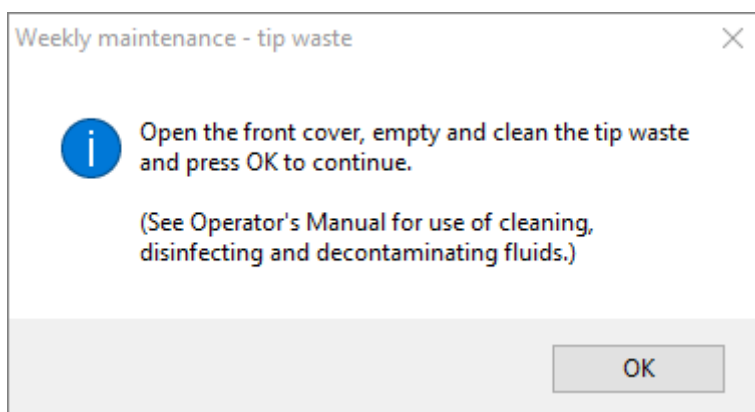 Weekly maintenance - tip waste
Open the front cover, empty and clean the tip waste
and press OK to continue.
(See Operator's Manual for use of cleaning,
disinfecting and decontaminating fluids.)
OK